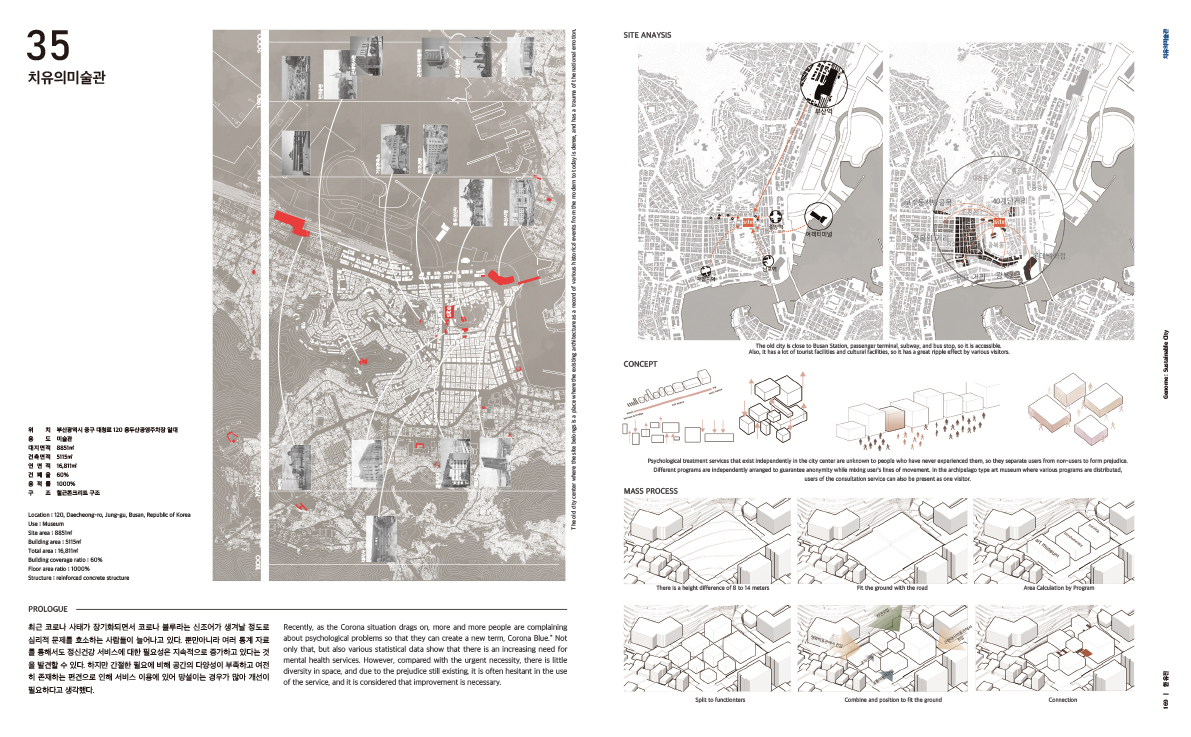 35
치유의미술관
The old city center where the site belongs is a place where the existing architecture as a record of various historical events from the modern to today is dense, and has a trauma of the national emotion.
위 치 부산광역시 중구 대청로 120 용두산공영주차장 일대
용 도 미술관
대지면적 8851㎡
건축면적 5115㎡
연 면 적 16,811㎡
건 폐 율 60%
용 적 률 1000%
구 조 철근콘크리트 구조
Location : 120, Daecheong-ro, Jung-gu, Busan, Republic of Korea
Use : Museum
Site area : 8851㎡
Building area : 5115㎡
Total area : 16,811㎡
Building coverage ratio : 60%
Floor area ratio : 1000%
Structure : reinforced concrete structure
PROLOGUE
최근 코로나 사태가 장기화되면서 코로나 블루라는 신조어가 생겨날 정도로
심리적 문제를 호소하는 사람들이 늘어나고 있다. 뿐만아니라 여러 통계 자료
를 통해서도 정신건강 서비스에 대한 필요성은 지속적으로 증가하고 있다는 것
을 발견할 수 있다. 하지만 간절한 필요에 비해 공간의 다양성이 부족하고 여전
히 존재하는 편견으로 인해 서비스 이용에 있어 망설이는 경우가 많아 개선이
필요하다고 생각했다.
Recently, as the Corona situation drags on, more and more people are complaining
about psychological problems so that they can create a new term, Corona Blue." Not
only that, but also various statistical data show that there is an increasing need for
mental health services. However, compared with the urgent necessity, there is little
diversity in space, and due to the prejudice still existing, it is often hesitant in the use
of the service, and it is considered that improvement is necessary.
SITE ANAYSIS
부산역
site
여객터미널
site
The old city is close to Busan Station, passenger terminal, subway, and bus stop, so it is accessible.
Also, it has a lot of tourist facilities and cultural facilities, so it has a great ripple effect by various visitors.
CONCEPT
Psychological treatment services that exist independently in the city center are unknown to people who have never experienced them, so they separate users from non-users to form prejudice.
Different programs are independently arranged to guarantee anonymity while mixing user's lines of movement. In the archipelago type art museum where various programs are distributed,
users of the consultation service can also be present as one visitor.
MASS PROCESS
There is a height difference of 8 to 14 meters
Fit the ground with the road
art museum
Area Calculation by Program
Split to functionters
Combine and position to fit the ground
Connection
치유의미술관
Genome : Sustainable City
169 | 한유진